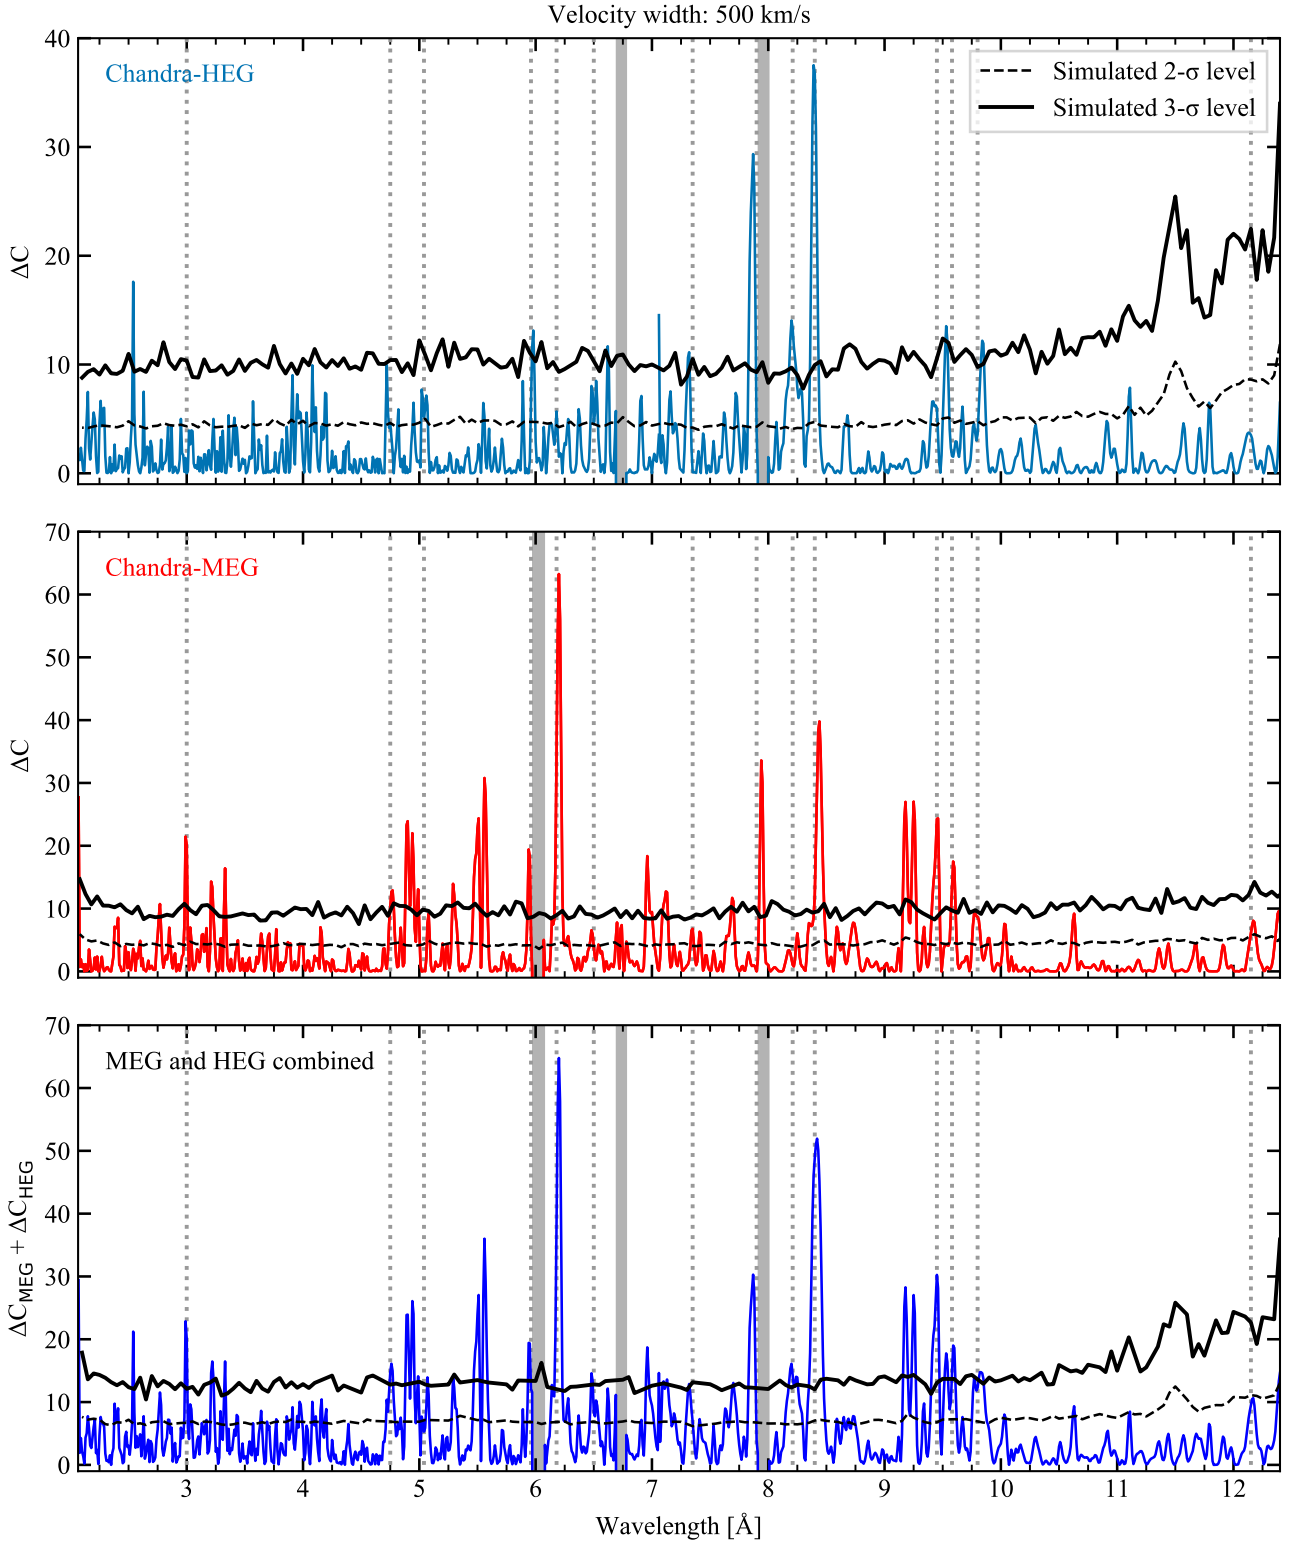 Velocity width: 500 km/s
40
Chandra-HEG
Simulated 2-σ level
Simulated 3-σ level
30
ΔC
20
10
0
70
Chandra-MEG
60
50
40
ΔC
30
20
10
0
70
MEG and HEG combined
60
50
40
ΔC_MEG + ΔC_HEG
30
20
10
0
3 4 5 6 7 8 9 10 11 12
Wavelength [Å]